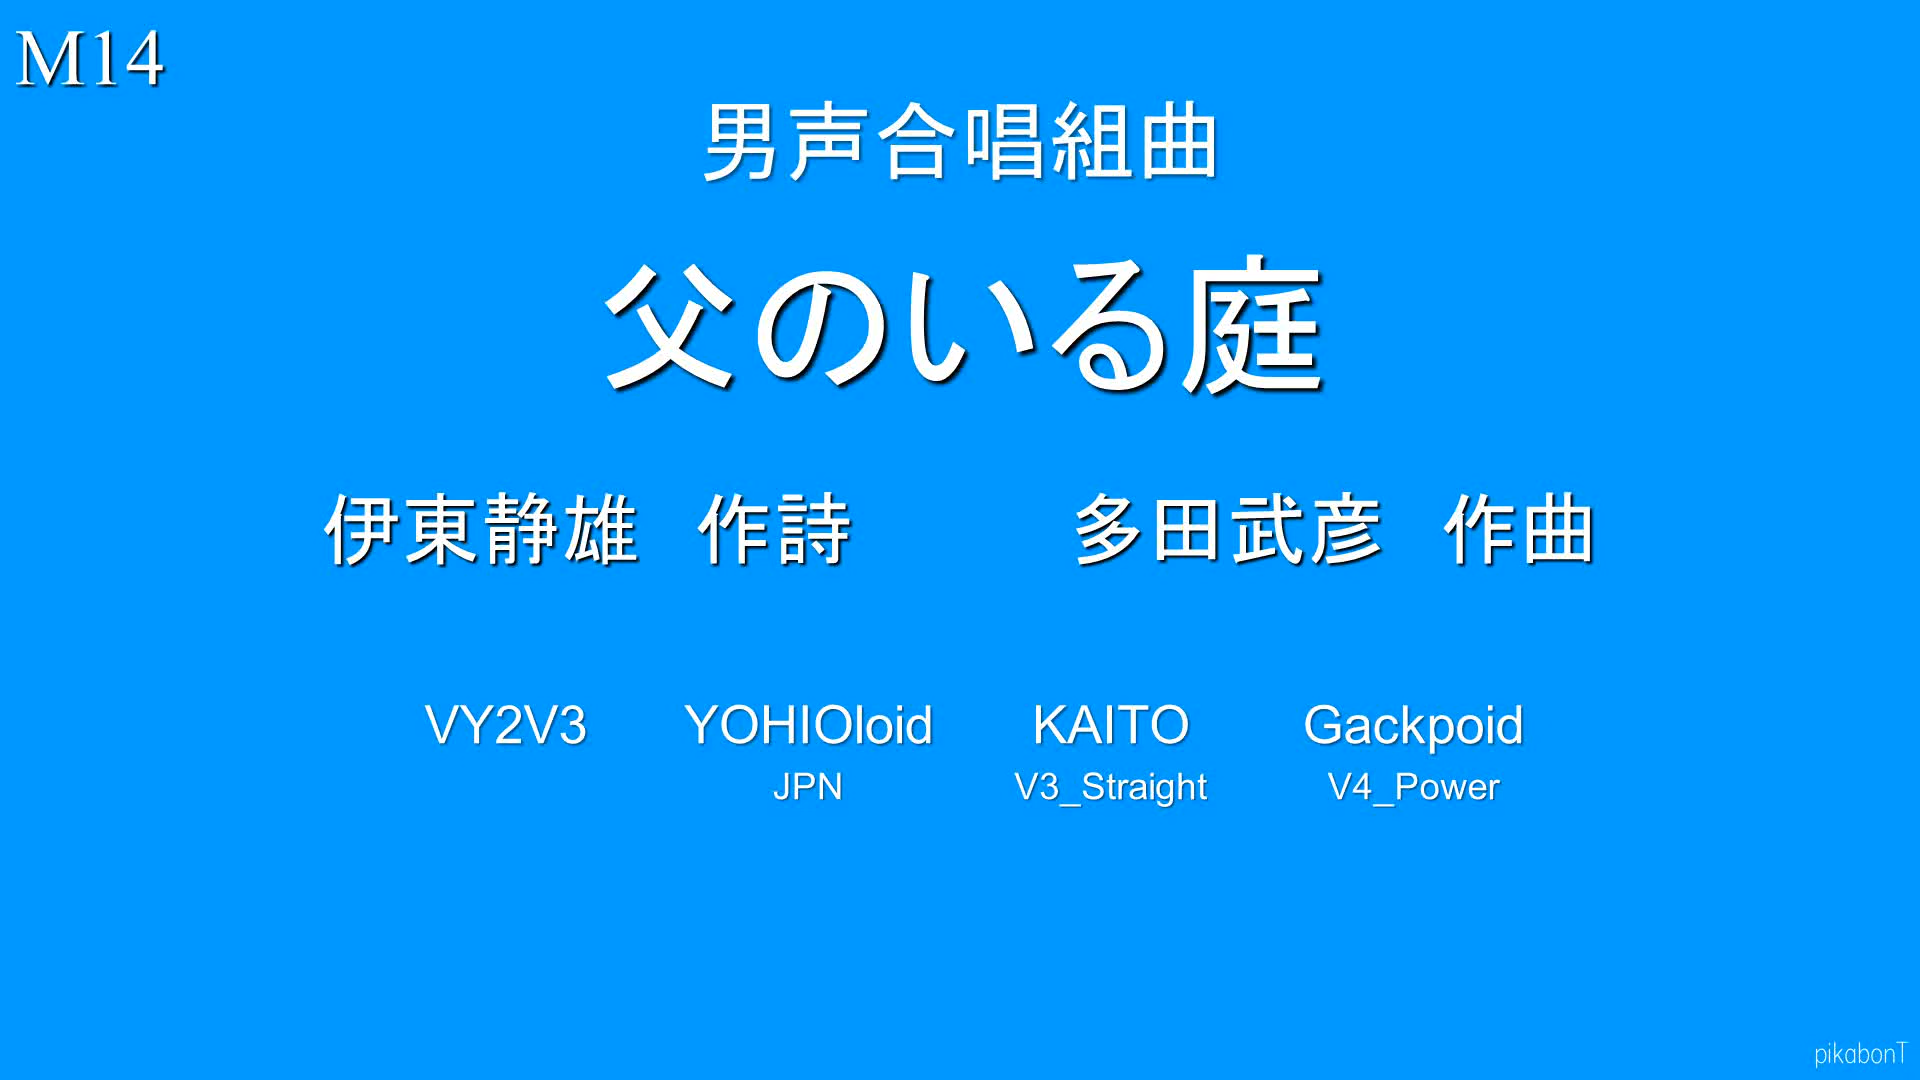 M14
男声合唱組曲
父のいる庭
伊東静雄　作詩　　　多田武彦　作曲
VY2V3 YOHIOloid KAITO Gackpoid
JPN V3_Straight V4_Power
pikabonT